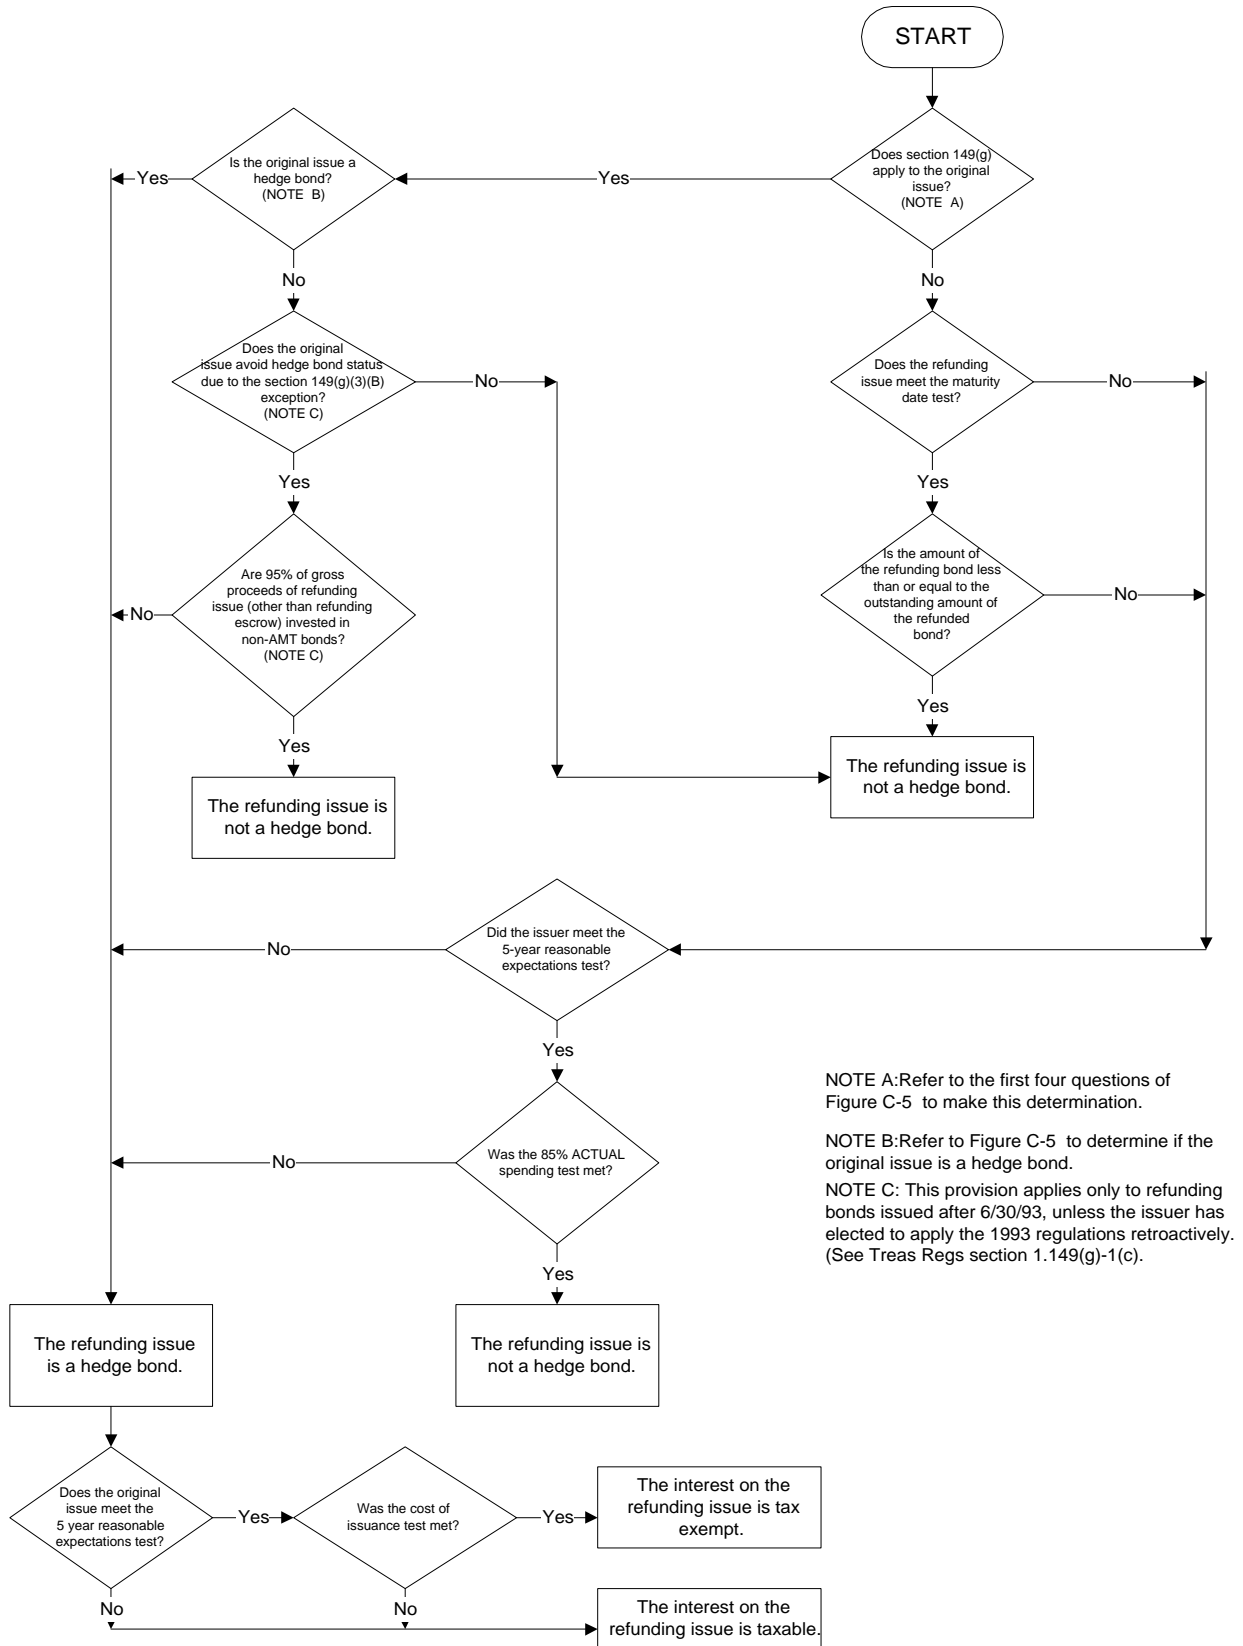 START
Does section 149(g)
apply to the original
issue?
(NOTE  A)
Yes
Is the original issue a
hedge bond?
(NOTE  B)
Yes
No
No
Does the original
issue avoid hedge bond status
due to the section 149(g)(3)(B)
exception?
(NOTE C)
No
Does the refunding
issue meet the maturity
date test?
No
Yes
Yes
Are 95% of gross
proceeds of refunding
issue (other than refunding
escrow) invested in
non-AMT bonds?
(NOTE C)
No
Is the amount of
the refunding bond less
than or equal to the
outstanding amount of
the refunded
bond?
No
Yes
Yes
The refunding issue is
not a hedge bond.
The refunding issue is
not a hedge bond.
Did the issuer meet the
5-year reasonable
expectations test?
No
Yes
Was the 85% ACTUAL
spending test met?
No
Yes
NOTE A:Refer to the first four questions of
Figure C-5  to make this determination.
NOTE B:Refer to Figure C-5  to determine if the
original issue is a hedge bond.
NOTE C: This provision applies only to refunding
bonds issued after 6/30/93, unless the issuer has
elected to apply the 1993 regulations retroactively.
(See Treas Regs section 1.149(g)-1(c).
The refunding issue
is a hedge bond.
The refunding issue is
not a hedge bond.
Does the original
issue meet the
5 year reasonable
expectations test?
Yes
Was the cost of
issuance test met?
Yes
The interest on the
refunding issue is tax
exempt.
No
No
The interest on the
refunding issue is taxable.